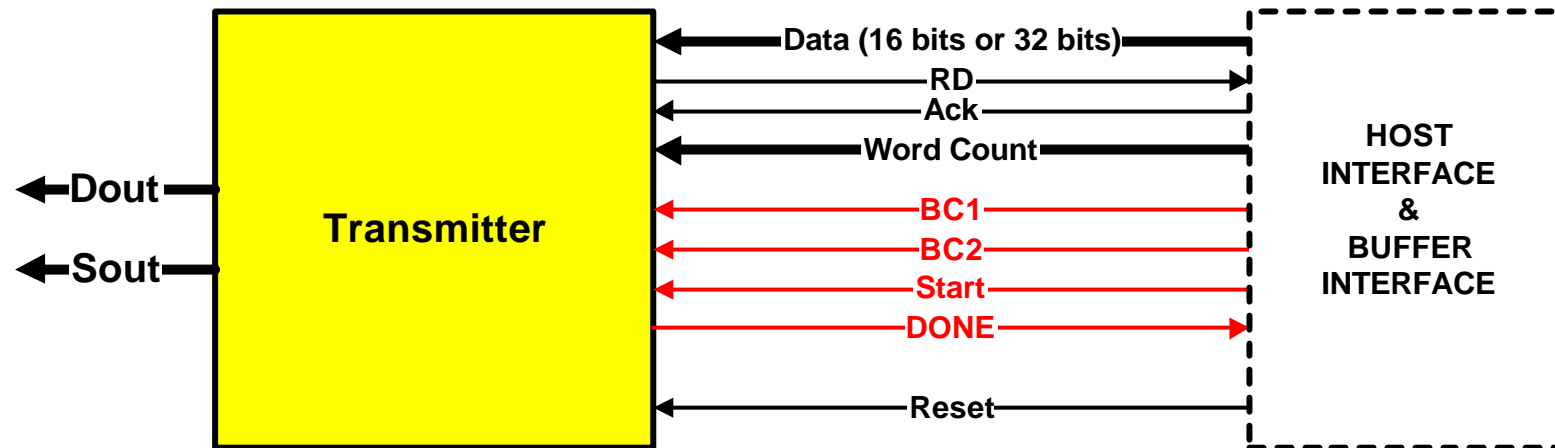 Dout
Sout
Transmitter
Data (16 bits or 32 bits)
RD
Ack
Word Count
BC1
BC2
Start
DONE
Reset
HOST
INTERFACE
&
BUFFER
INTERFACE